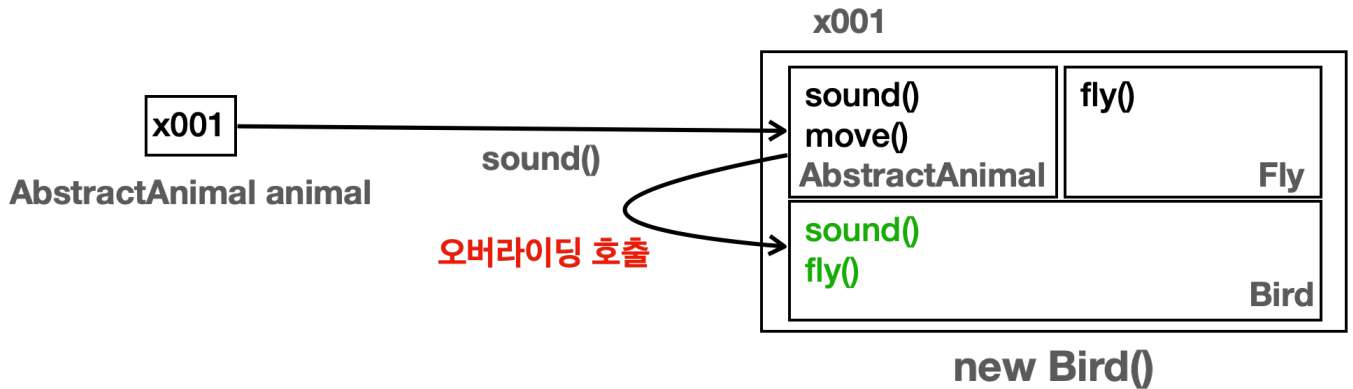 x001
sound()
fly()
x001
move()
sound()
AbstractAnimal
Fly
AbstractAnimal animal
sound()
오버라이딩 호출
fly()
Bird
new Bird()